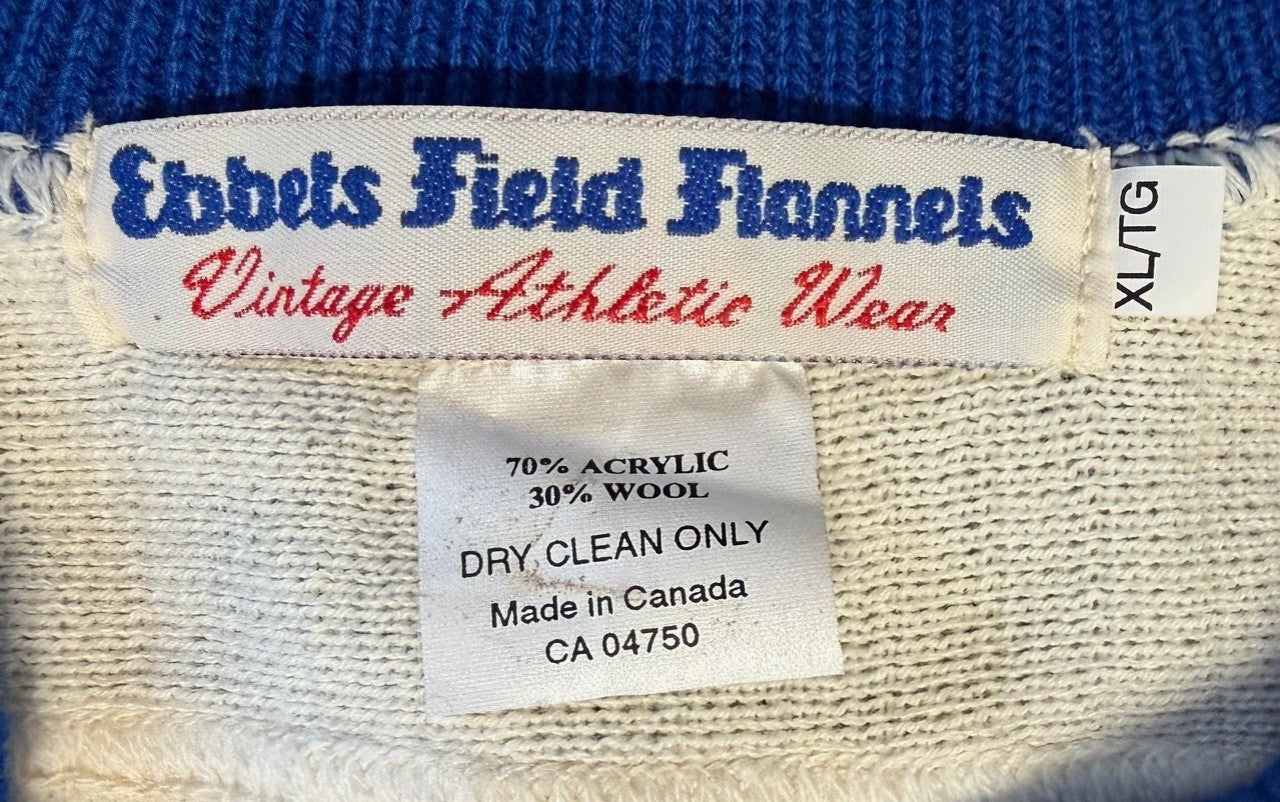 Ebbets Field Flannels
Vintage Athletic Wear
XL/TG
70% ACRYLIC
30% WOOL
DRY CLEAN ONLY
Made in Canada
CA 04750